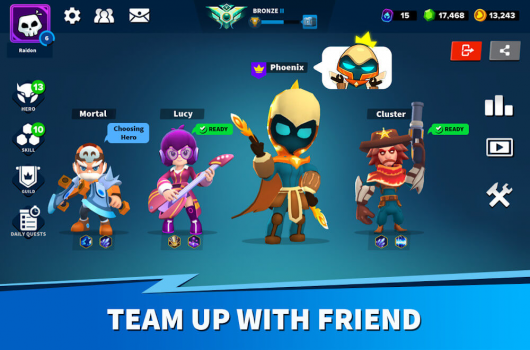 BRONZE II
15
17,468
13,243
6
Raidon
Phoenix
13
HERO
Mortal
Lucy
Cluster
Choosing
Hero
READY
READY
10
SKILL
GUILD
DAILY QUESTS
TEAM UP WITH FRIEND